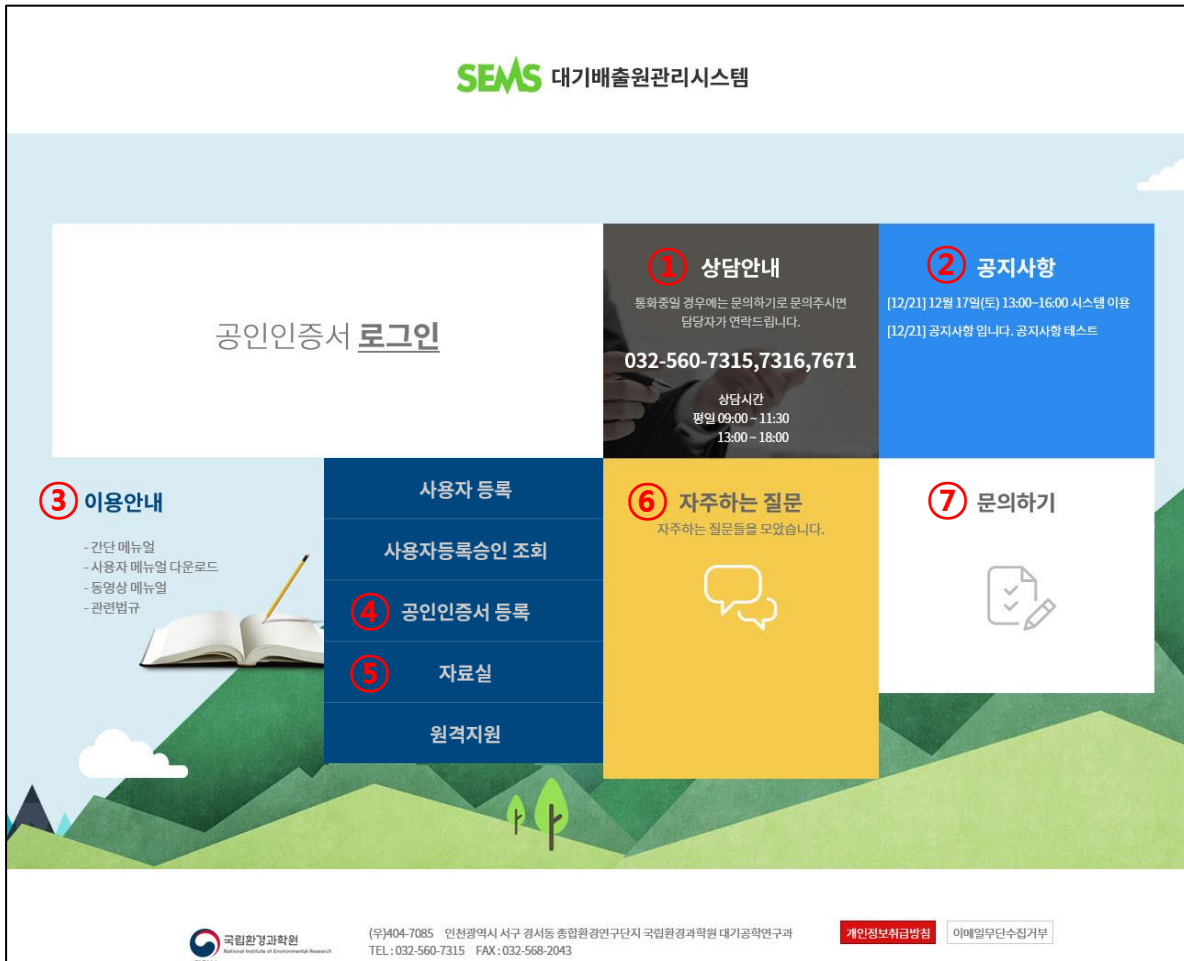 SEMS 대기배출원관리시스템
공인인증서 로그인
① 상담안내
통화중일 경우에는 문의하기로 문의주시면
담당자가 연락드립니다.
032-560-7315,7316,7671
상담시간
평일 09:00 ~ 11:30
13:00 ~ 18:00
② 공지사항
[12/21] 12월 17일(토) 13:00~16:00 시스템 이용
[12/21] 공지사항 입니다. 공지사항 테스트
③ 이용안내
- 간단 메뉴얼
- 사용자 메뉴얼 다운로드
- 동영상 메뉴얼
- 관련법규
사용자 등록
사용자등록승인 조회
④ 공인인증서 등록
⑤ 자료실
원격지원
⑥ 자주하는 질문
자주하는 질문들을 모았습니다.
⑦ 문의하기
국립환경과학원
National Institute of Environmental Research
(우)404-7085 인천광역시 서구 경서동 종합환경연구단지 국립환경과학원 대기공학연구과
TEL : 032-560-7315 FAX : 032-568-2043
개인정보취급방침
이메일무단수집거부